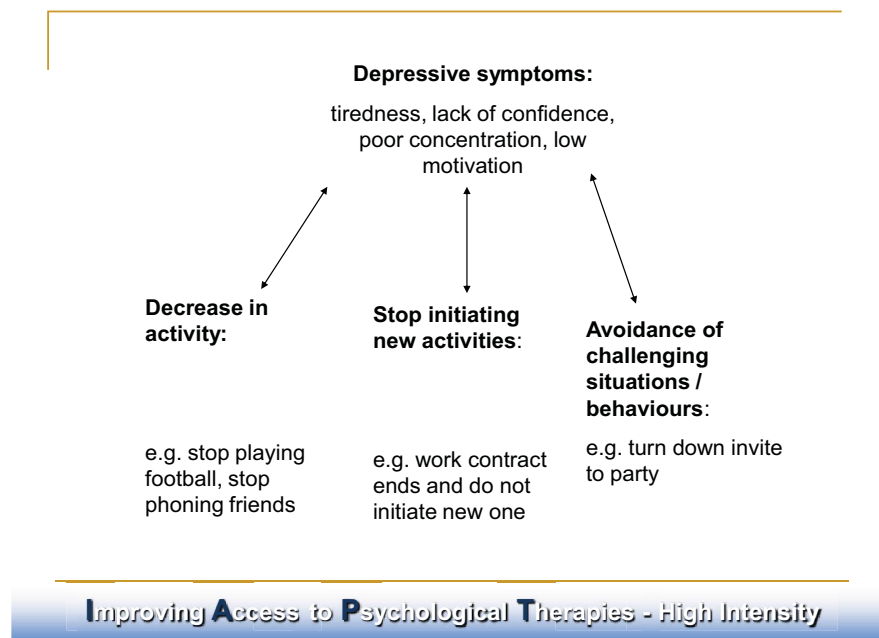 Depressive symptoms:
tiredness, lack of confidence,
poor concentration, low
motivation
Decrease in
activity:
e.g. stop playing
football, stop
phoning friends
Stop initiating
new activities:
e.g. work contract
ends and do not
initiate new one
Avoidance of
challenging
situations /
behaviours:
e.g. turn down invite
to party
Improving Access to Psychological Therapies - High Intensity